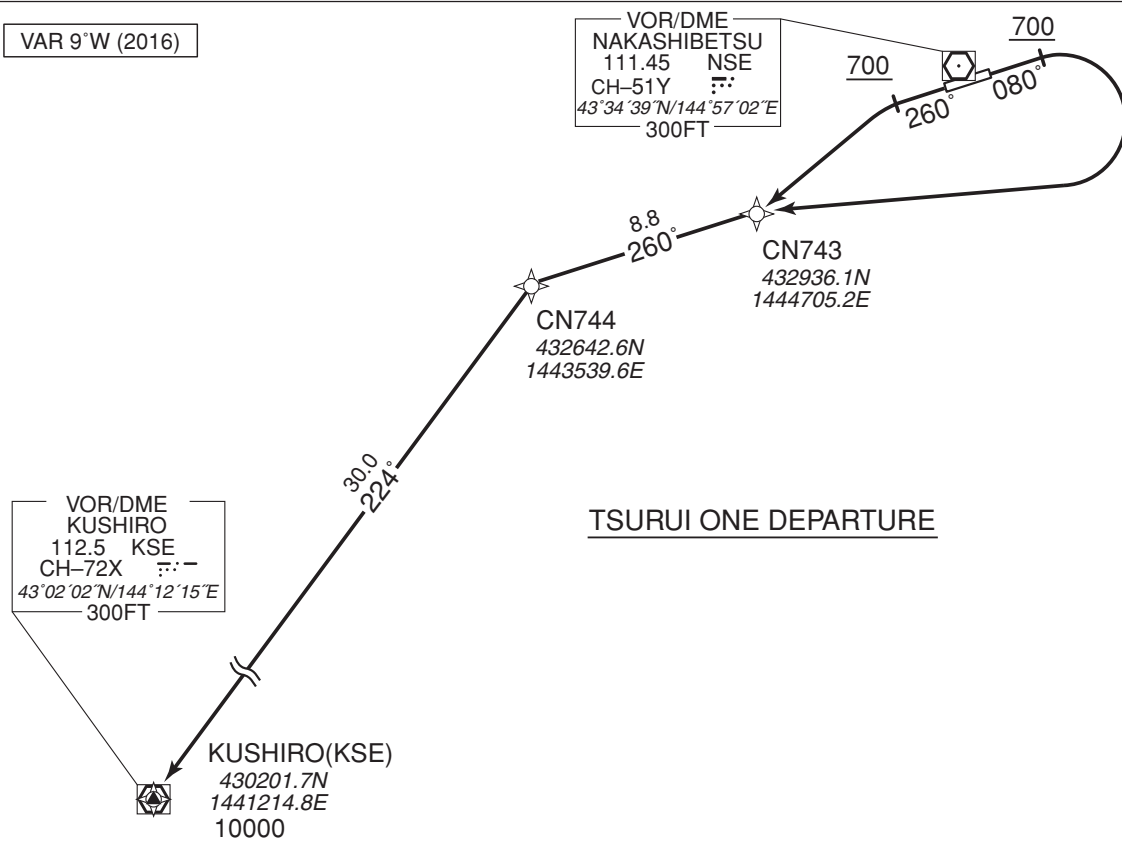 VAR 9°W (2016)
VOR/DME
NAKASHIBETSU
111.45 NSE
CH–51Y
43°34´39˝N/144°57´02˝E
300FT
700
700
260°
080°
8.8
260°
CN743
432936.1N
1444705.2E
CN744
432642.6N
1443539.6E
30.0
224°
TSURUI ONE DEPARTURE
VOR/DME
KUSHIRO
112.5 KSE
CH–72X
43°02´02˝N/144°12´15˝E
300FT
KUSHIRO(KSE)
430201.7N
1441214.8E
10000